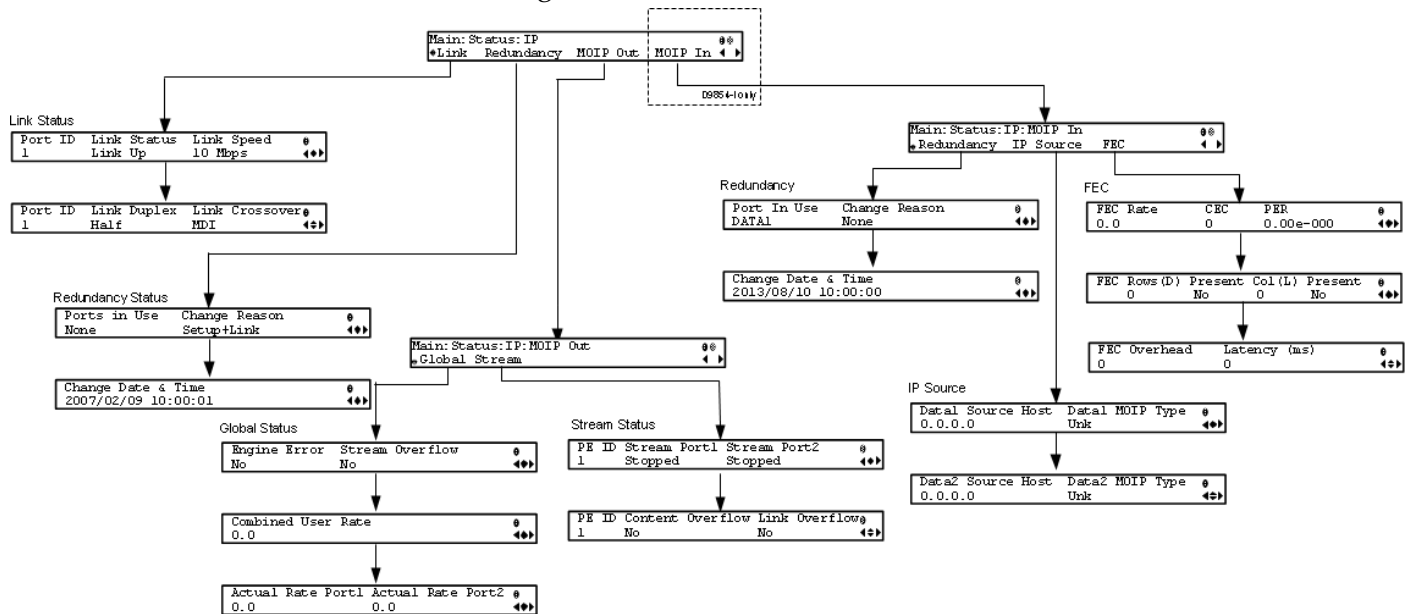 Main:Status:IP
Link Redundancy MOIP Out MOIP In
D9854-I only
Link Status
Port ID Link Status Link Speed
1 Link Up 10 Mbps
Port ID Link Duplex Link Crossover
1 Half MDI
Redundancy Status
Ports in Use Change Reason
None Setup+Link
Change Date & Time
2007/02/09 10:00:01
Main:Status:IP:MOIP Out
Global Stream
Global Status
Engine Error Stream Overflow
No No
Combined User Rate
0.0
Actual Rate Port1 Actual Rate Port2
0.0 0.0
Stream Status
PE ID Stream Port1 Stream Port2
1 Stopped Stopped
PE ID Content Overflow Link Overflow
1 No No
Main:Status:IP:MOIP In
Redundancy IP Source FEC
Redundancy
Port In Use Change Reason
DATA1 None
Change Date & Time
2013/08/10 10:00:00
IP Source
Data1 Source Host Data1 MOIP Type
0.0.0.0 Unk
Data2 Source Host Data2 MOIP Type
0.0.0.0 Unk
FEC
FEC Rate CEC PER
0.0 0 0.00e-000
FEC Rows(D) Present Col(L) Present
0 No 0 No
FEC Overhead Latency (ms)
0 0